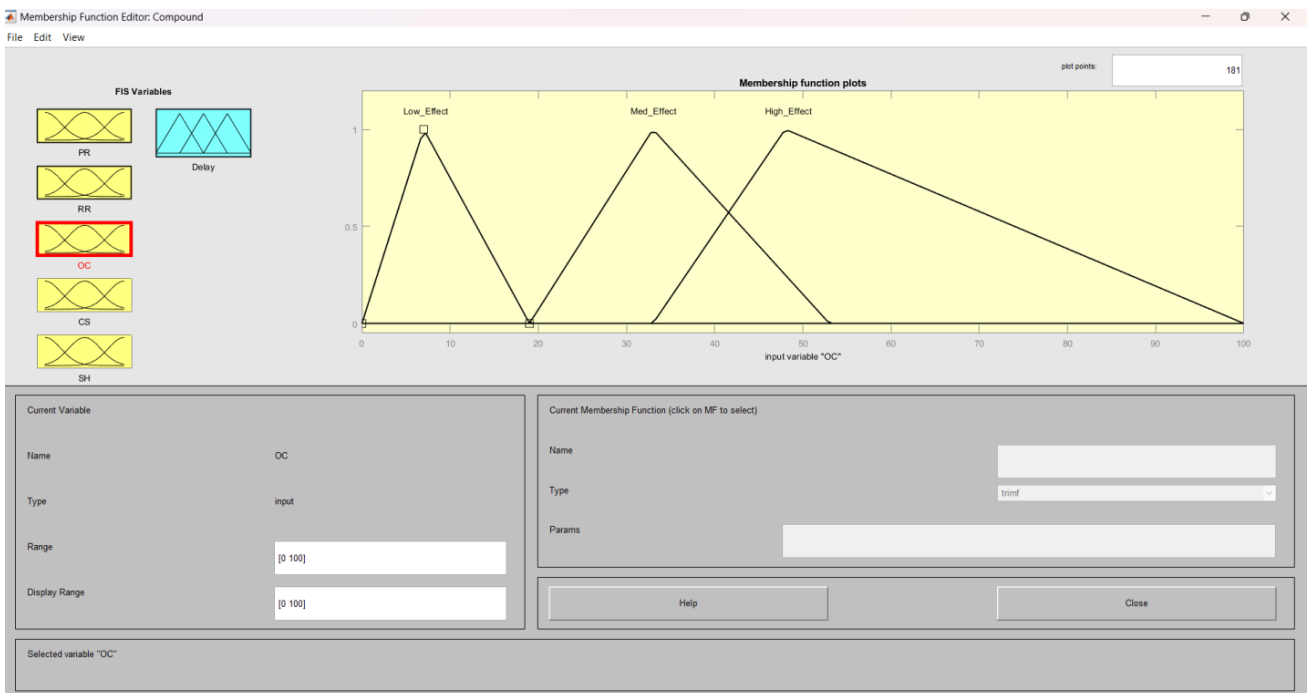 Membership Function Editor: Compound
File Edit View
plot points:
181
FIS Variables
PR
Delay
RR
OC
CS
SH
Membership function plots
Low_Effect
Med_Effect
High_Effect
1
0.5
0
0 10 20 30 40 50 60 70 80 90 100
input variable "OC"
Current Variable
Name OC
Type input
Range [0 100]
Display Range [0 100]
Current Membership Function (click on MF to select)
Name
Type trimf
Params
Help
Close
Selected variable "OC"